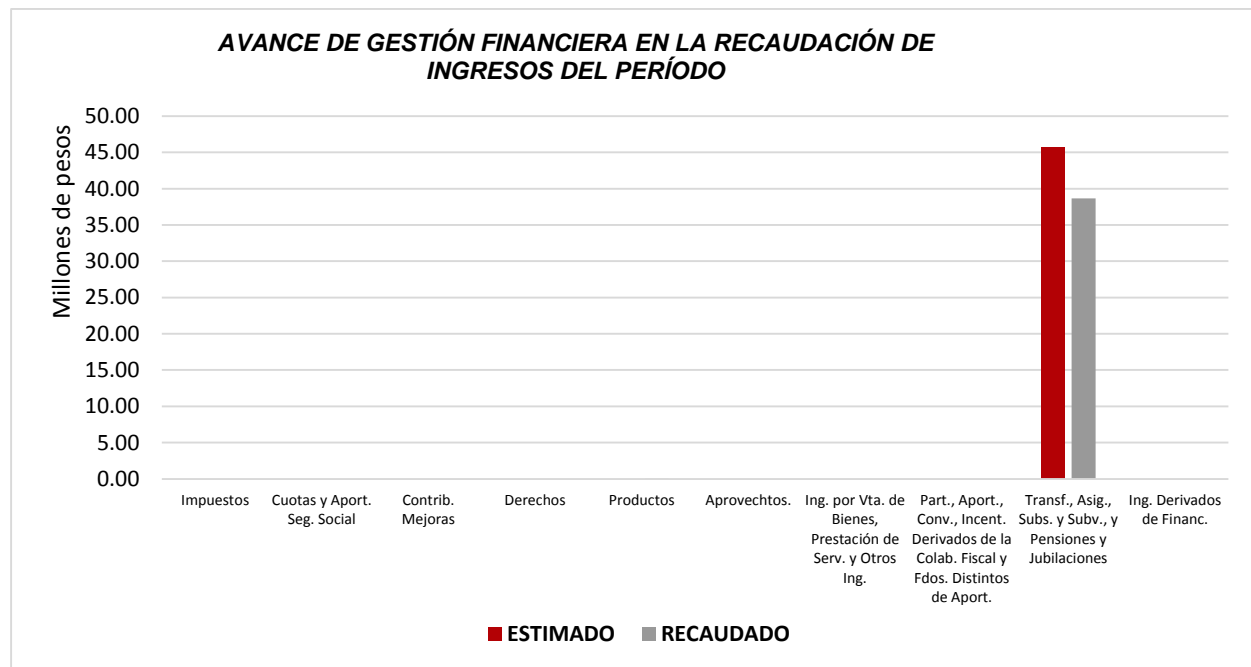 AVANCE DE GESTIÓN FINANCIERA EN LA RECAUDACIÓN DE
INGRESOS DEL PERÍODO
Millones de pesos
50.00
45.00
40.00
35.00
30.00
25.00
20.00
15.00
10.00
5.00
0.00
Impuestos
Cuotas y Aport.
Seg. Social
Contrib.
Mejoras
Derechos
Productos
Aprovechtos.
Ing. por Vta. de
Bienes,
Prestación de
Serv. y Otros
Ing.
Part., Aport.,
Conv., Incent.
Derivados de la
Colab. Fiscal y
Fdos. Distintos
de Aport.
Transf., Asig.,
Subs. y Subv., y
Pensiones y
Jubilaciones
Ing. Derivados
de Financ.
ESTIMADO
RECAUDADO